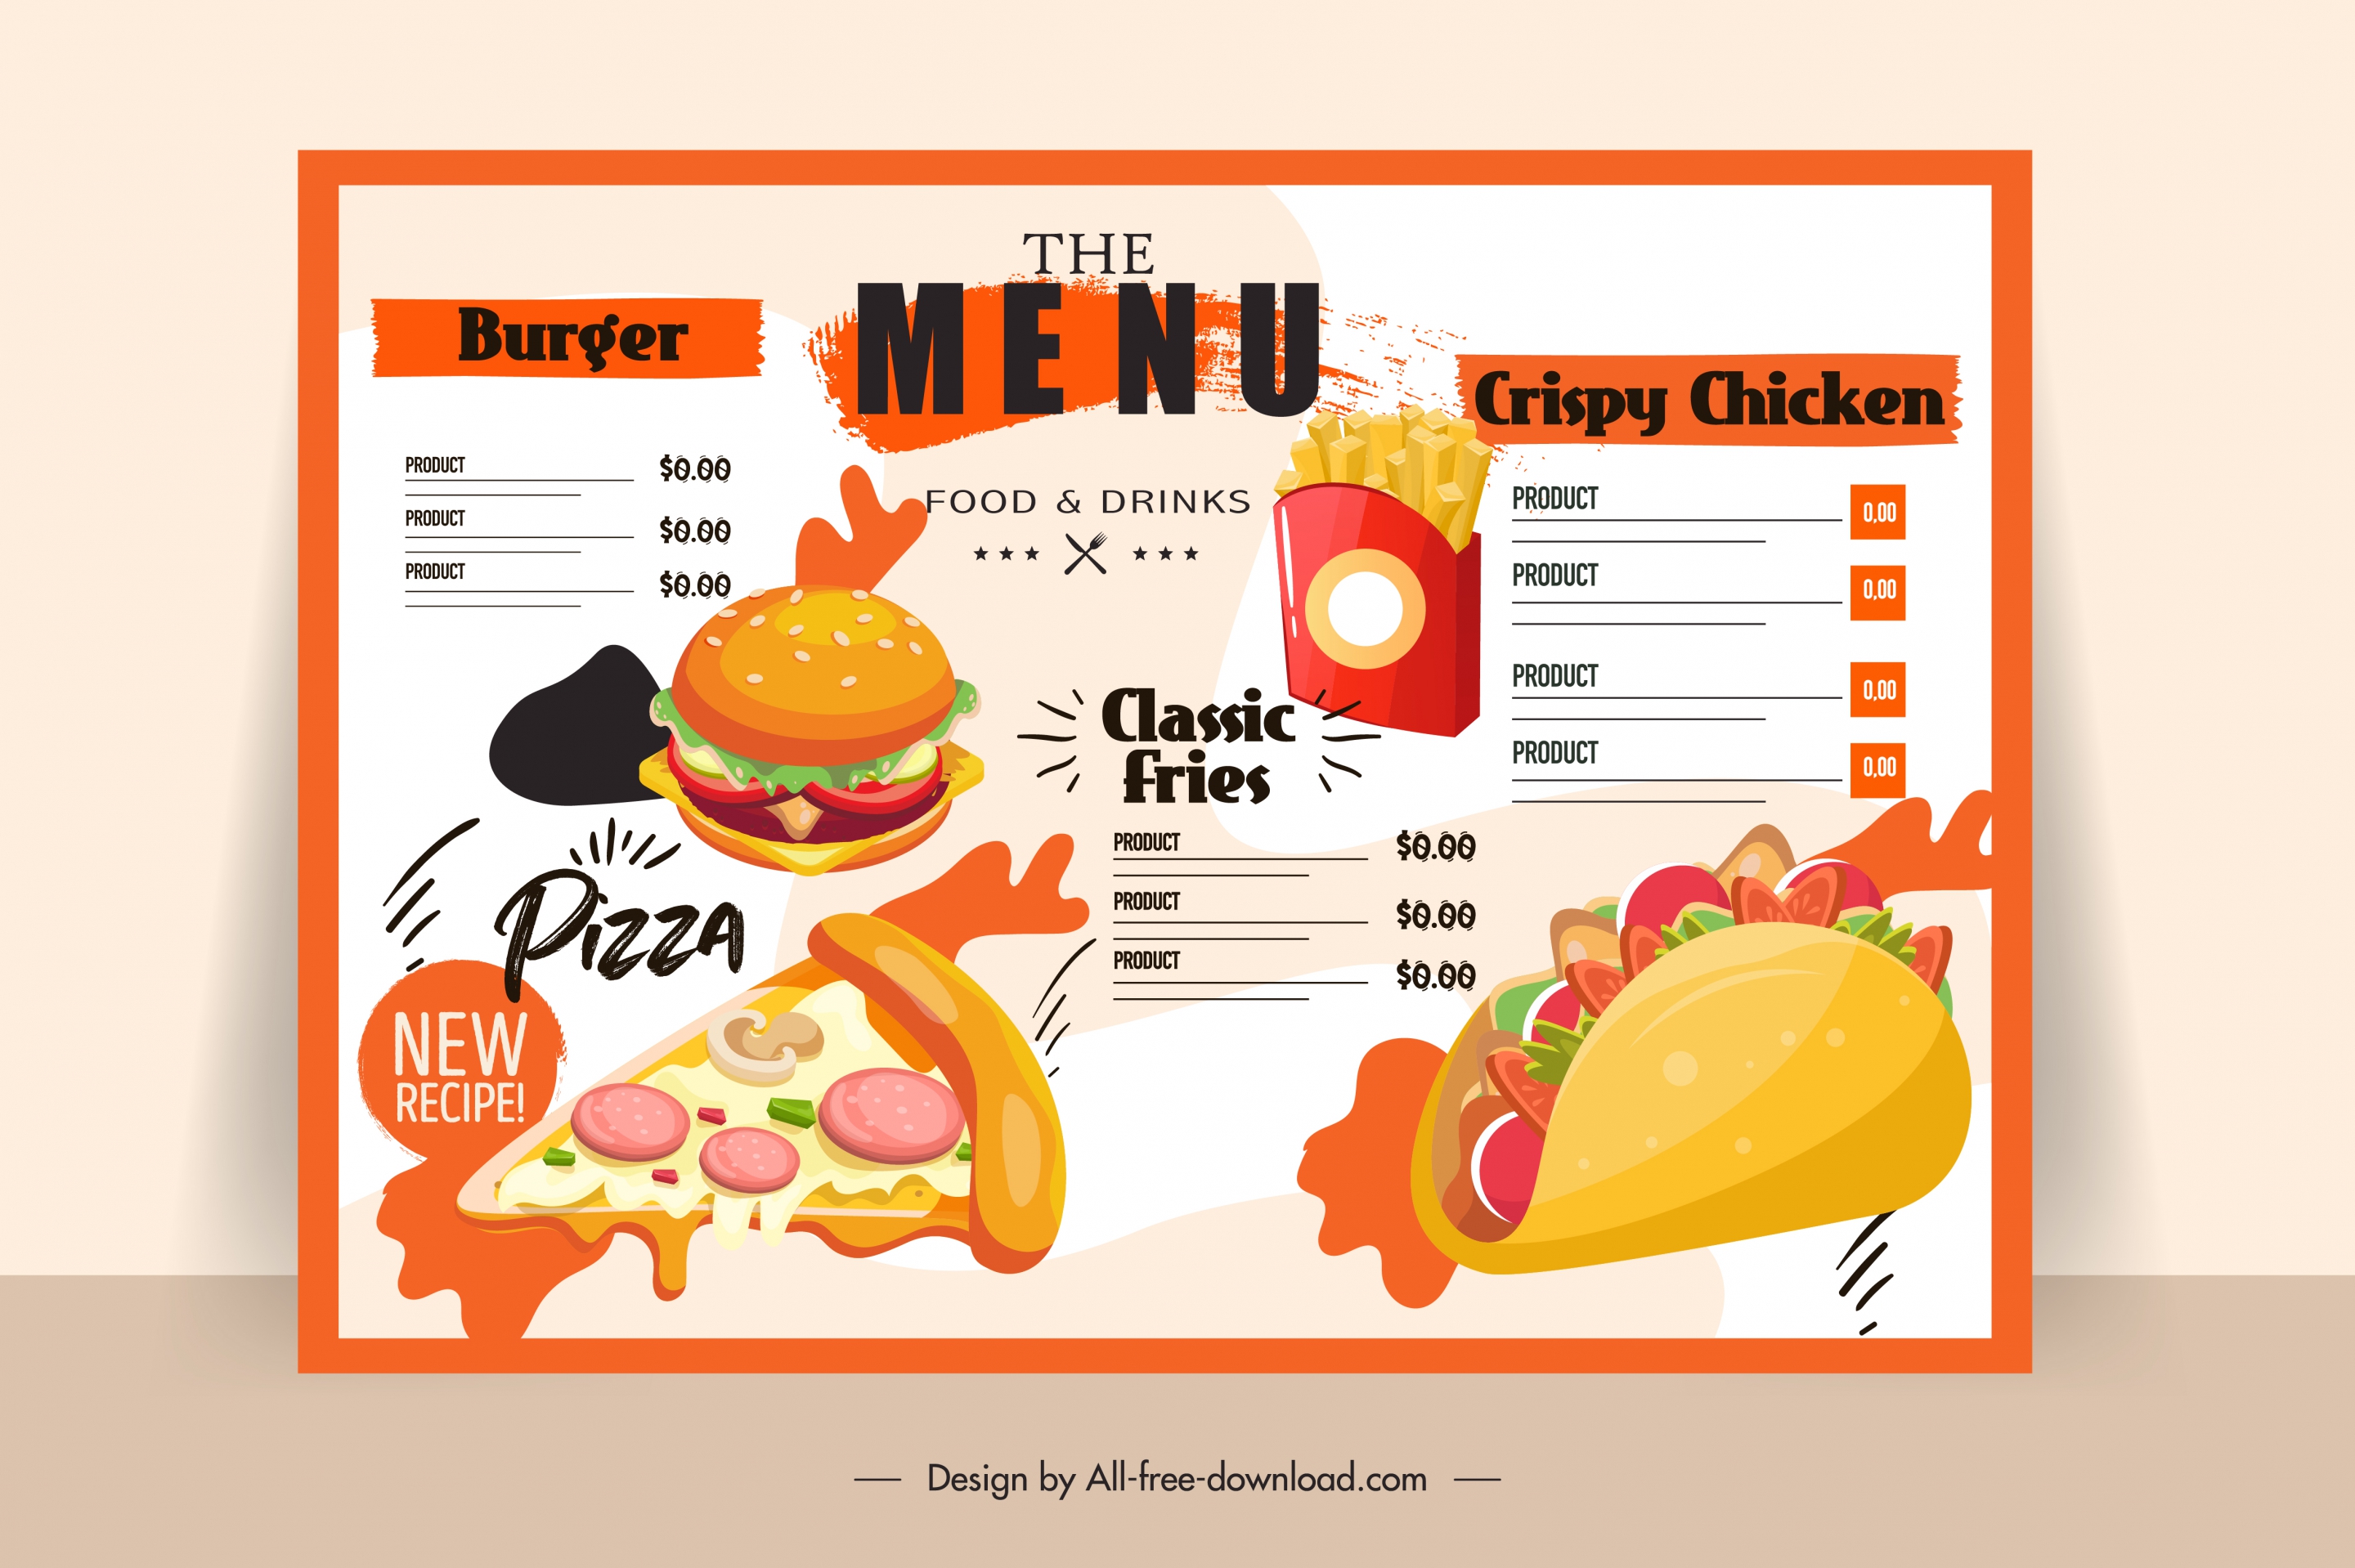 THE
MENU
FOOD & DRINKS
Burger
PRODUCT $0.00
PRODUCT $0.00
PRODUCT $0.00
Pizza
NEW
RECIPE!
Classic
Fries
PRODUCT $0.00
PRODUCT $0.00
PRODUCT $0.00
Crispy Chicken
PRODUCT 0,00
PRODUCT 0,00
PRODUCT 0,00
PRODUCT 0,00
Design by All-free-download.com